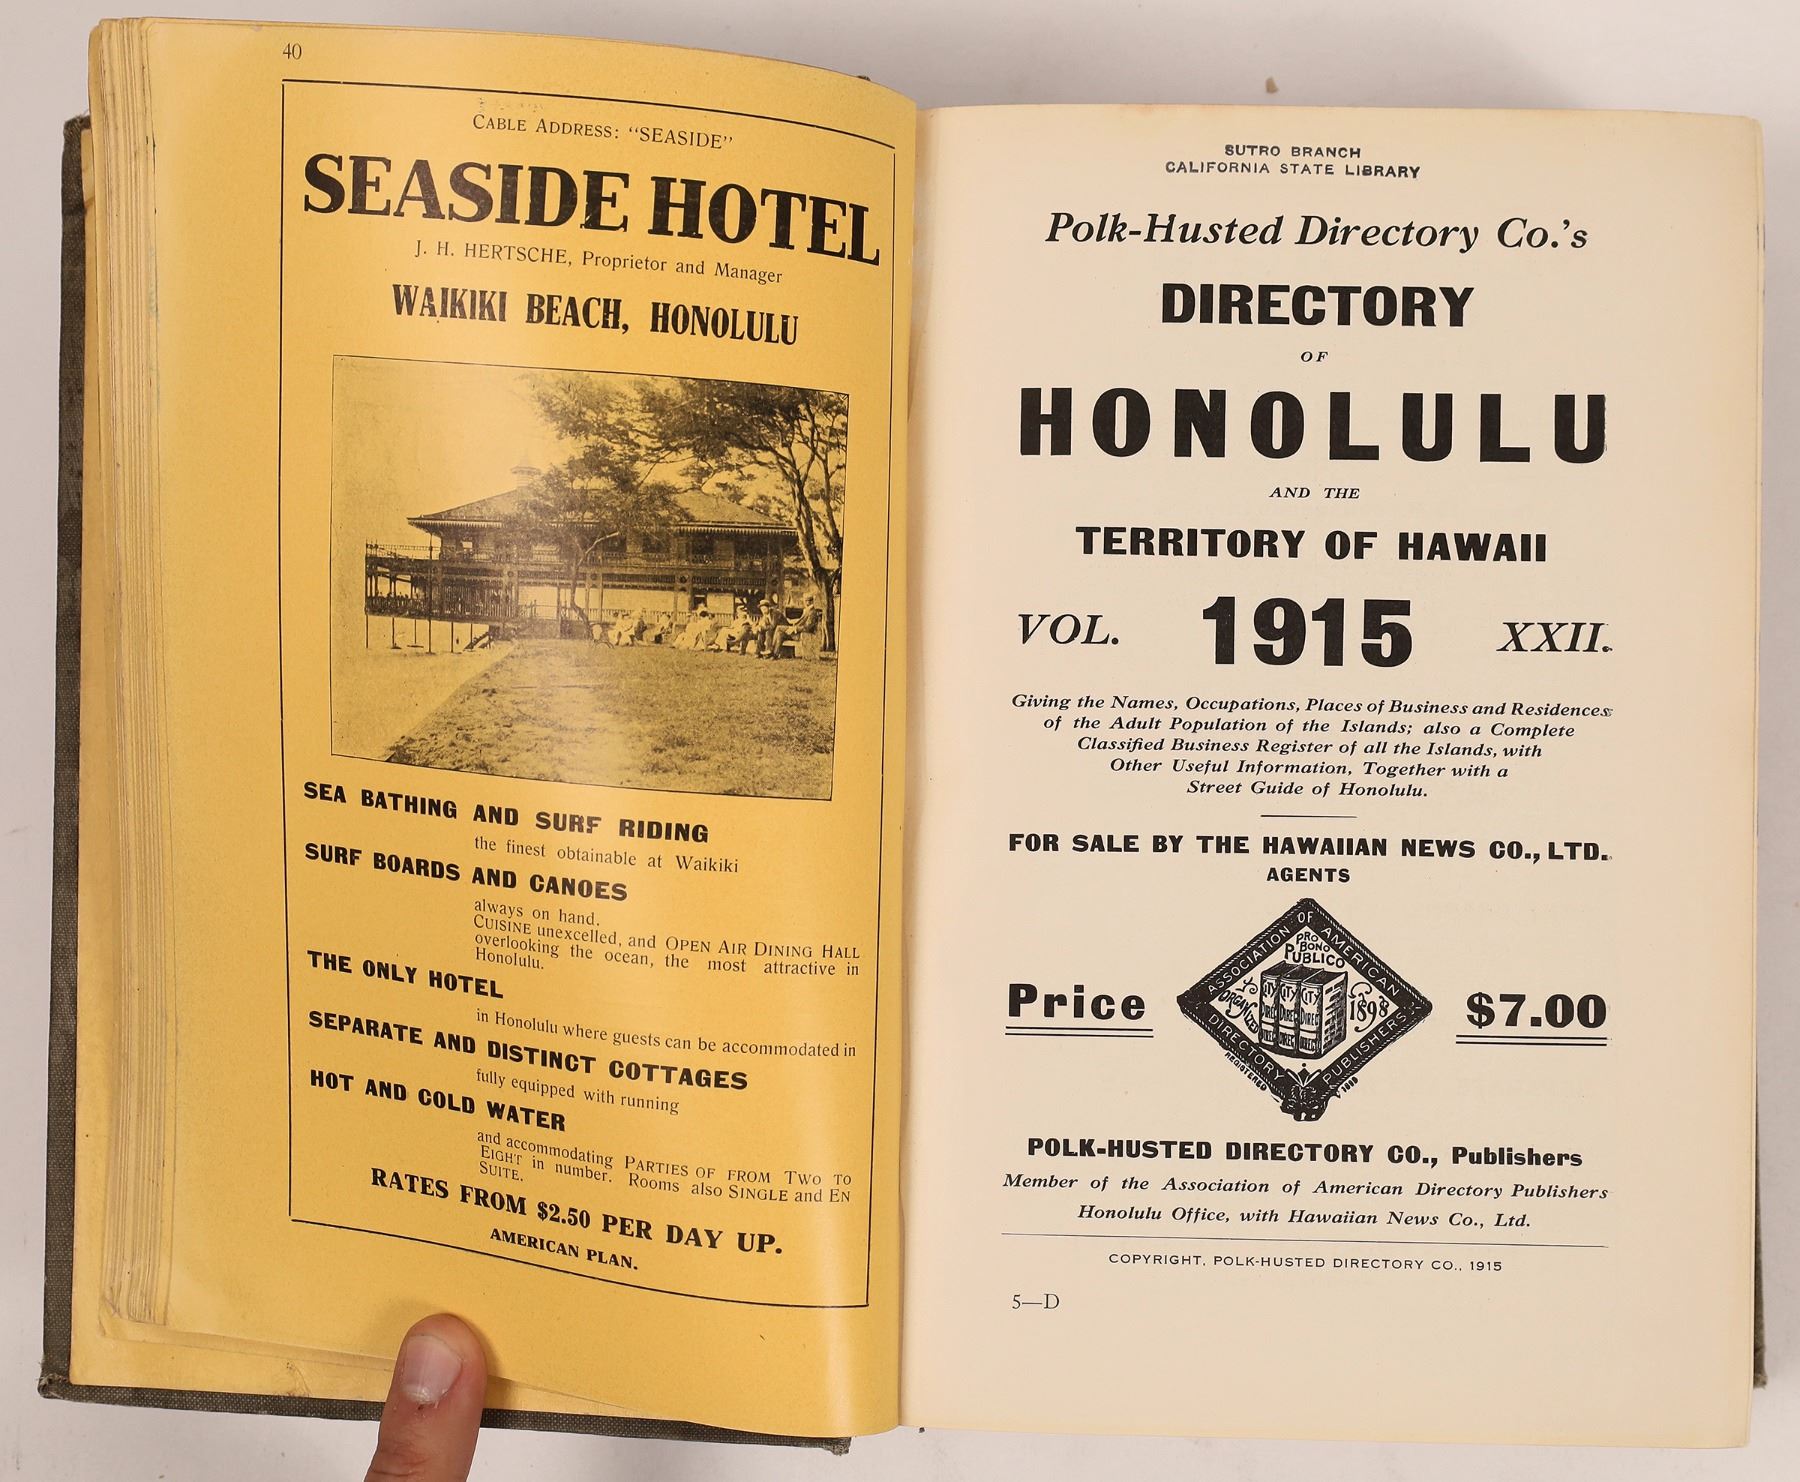 40
CABLE ADDRESS: "SEASIDE"
SEASIDE HOTEL
J. H. HERTSCHE, Proprietor and Manager
WAIKIKI BEACH, HONOLULU
SEA BATHING AND SURF RIDING
the finest obtainable at Waikiki
SURF BOARDS AND CANOES
always on hand.
CUISINE unexcelled, and OPEN AIR DINING HALL
overlooking the ocean, the most attractive in
Honolulu.
THE ONLY HOTEL
in Honolulu where guests can be accommodated in
SEPARATE AND DISTINCT COTTAGES
fully equipped with running
HOT AND COLD WATER
and accommodating PARTIES OF FROM TWO TO
EIGHT in number. Rooms also SINGLE and EN
SUITE.
RATES FROM $2.50 PER DAY UP.
AMERICAN PLAN.
SUTRO BRANCH
CALIFORNIA STATE LIBRARY
Polk-Husted Directory Co.'s
DIRECTORY
OF
HONOLULU
AND THE
TERRITORY OF HAWAII
VOL. 1915 XXII.
Giving the Names, Occupations, Places of Business and Residences
of the Adult Population of the Islands; also a Complete
Classified Business Register of all the Islands, with
Other Useful Information, Together with a
Street Guide of Honolulu.
FOR SALE BY THE HAWAIIAN NEWS CO., LTD.
AGENTS
ASSOCIATION OF AMERICAN
DIRECTORY PUBLISHERS
PRO
BONO
PUBLICO
ORGANIZED 1898
CITY CITY CITY
DIREC DIREC DIREC
REGISTERED 1899
Price $7.00
POLK-HUSTED DIRECTORY CO., Publishers
Member of the Association of American Directory Publishers
Honolulu Office, with Hawaiian News Co., Ltd.
COPYRIGHT, POLK-HUSTED DIRECTORY CO., 1915
5—D